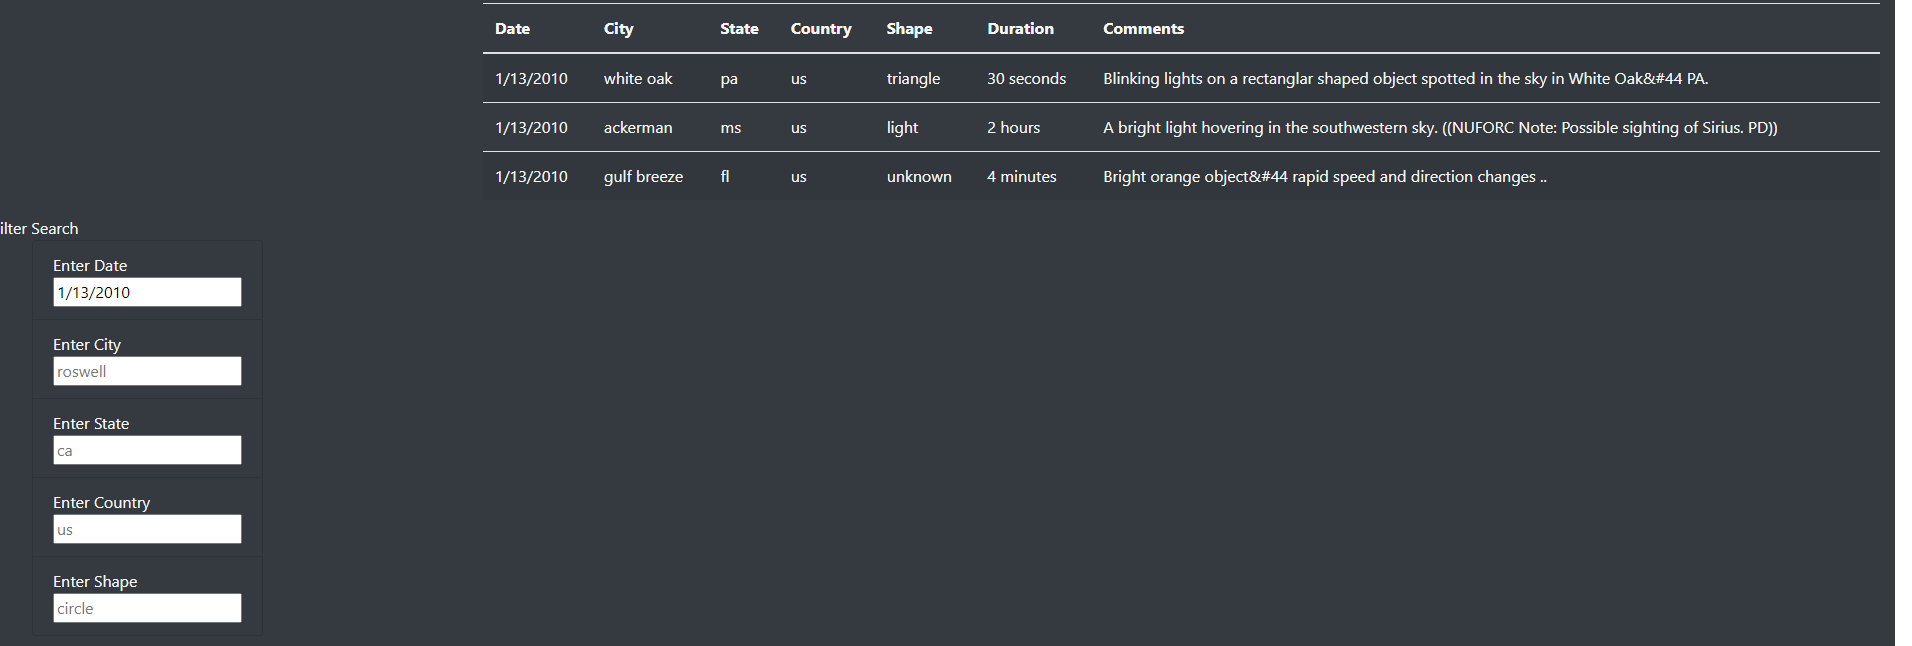 Date City State Country Shape Duration Comments
1/13/2010 white oak pa us triangle 30 seconds Blinking lights on a rectanglar shaped object spotted in the sky in White Oak&#44 PA.
1/13/2010 ackerman ms us light 2 hours A bright light hovering in the southwestern sky. ((NUFORC Note: Possible sighting of Sirius. PD))
1/13/2010 gulf breeze fl us unknown 4 minutes Bright orange object&#44 rapid speed and direction changes ..
ilter Search
Enter Date
1/13/2010
Enter City
roswell
Enter State
ca
Enter Country
us
Enter Shape
circle